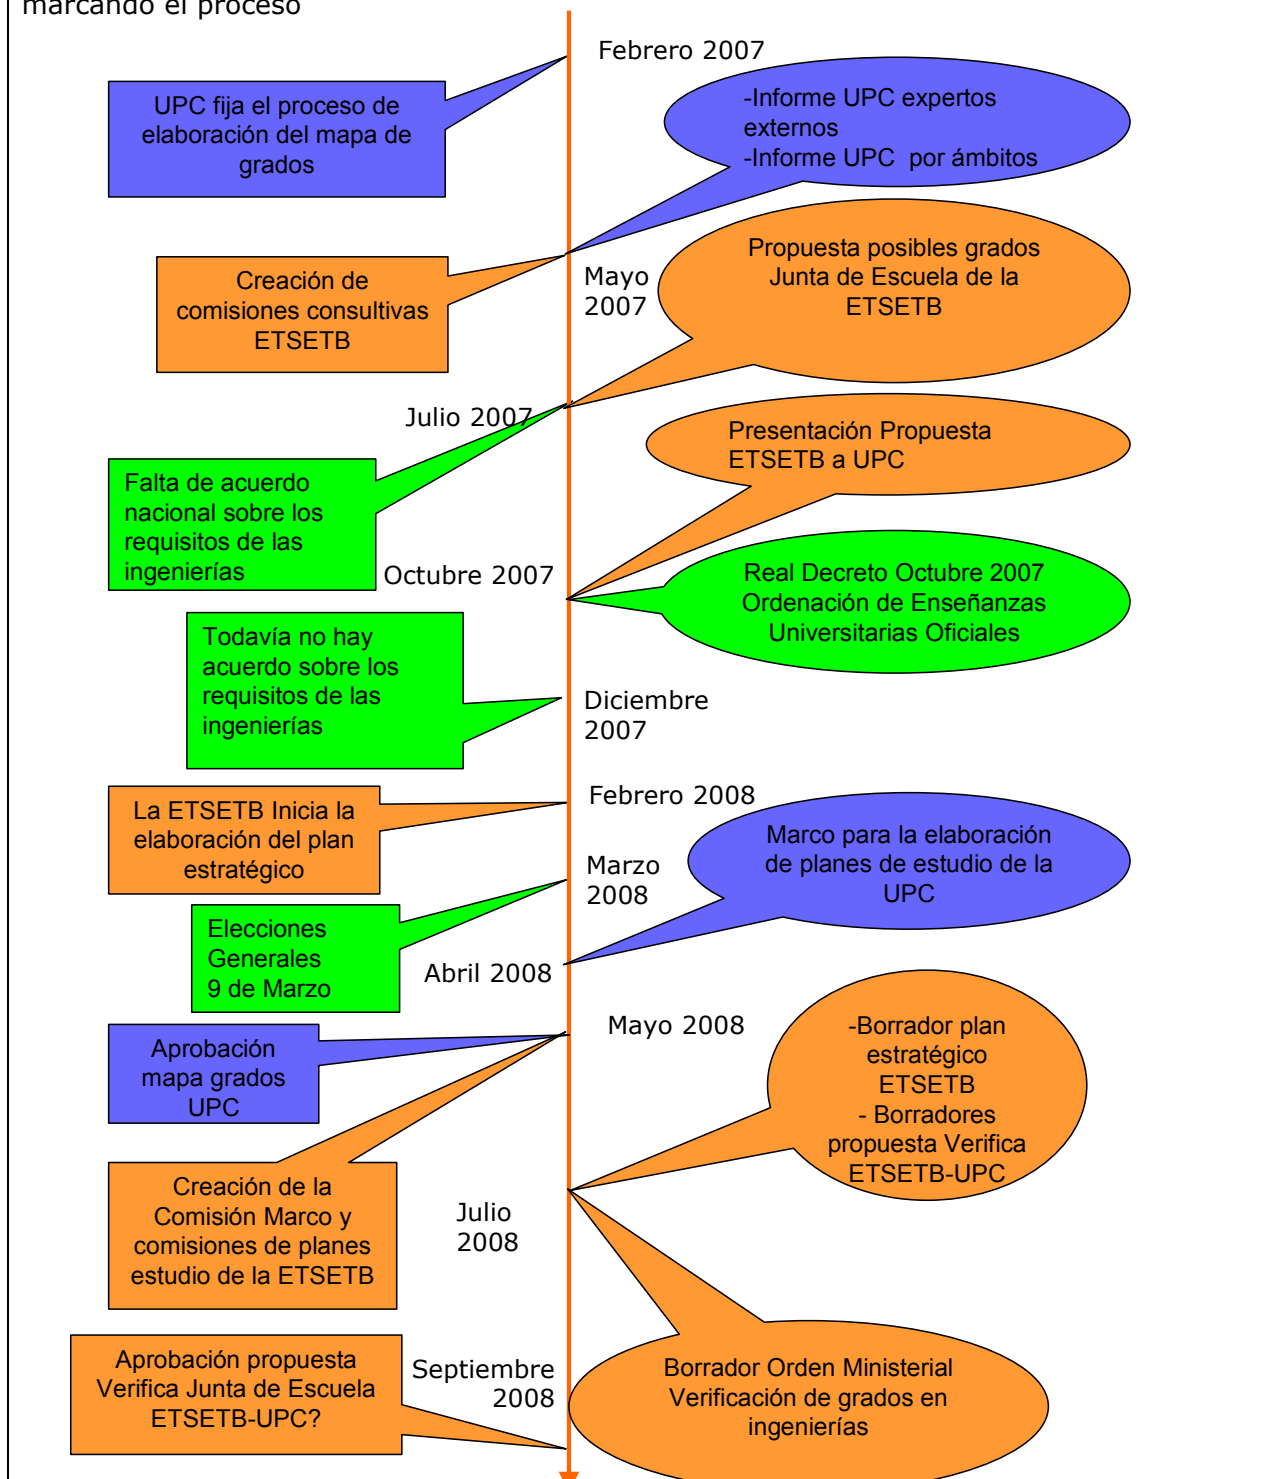 marcando el proceso
Febrero 2007
UPC fija el proceso de
elaboración del mapa de
grados
-Informe UPC expertos
externos
-Informe UPC  por ámbitos
Creación de
comisiones consultivas
ETSETB
Mayo
2007
Propuesta posibles grados
Junta de Escuela de la
ETSETB
Julio 2007
Falta de acuerdo
nacional sobre los
requisitos de las
ingenierías
Presentación Propuesta
ETSETB a UPC
Octubre 2007
Real Decreto Octubre 2007
Ordenación de Enseñanzas
Universitarias Oficiales
Todavía no hay
acuerdo sobre los
requisitos de las
ingenierías
Diciembre
2007
La ETSETB Inicia la
elaboración del plan
estratégico
Febrero 2008
Marco para la elaboración
de planes de estudio de la
UPC
Marzo
2008
Elecciones
Generales
9 de Marzo
Abril 2008
Mayo 2008
Aprobación
mapa grados
UPC
-Borrador plan
estratégico
ETSETB
- Borradores
propuesta Verifica
ETSETB-UPC
Creación de la
Comisión Marco y
comisiones de planes
estudio de la ETSETB
Julio
2008
Aprobación propuesta
Verifica Junta de Escuela
ETSETB-UPC?
Septiembre
2008
Borrador Orden Ministerial
Verificación de grados en
ingenierías